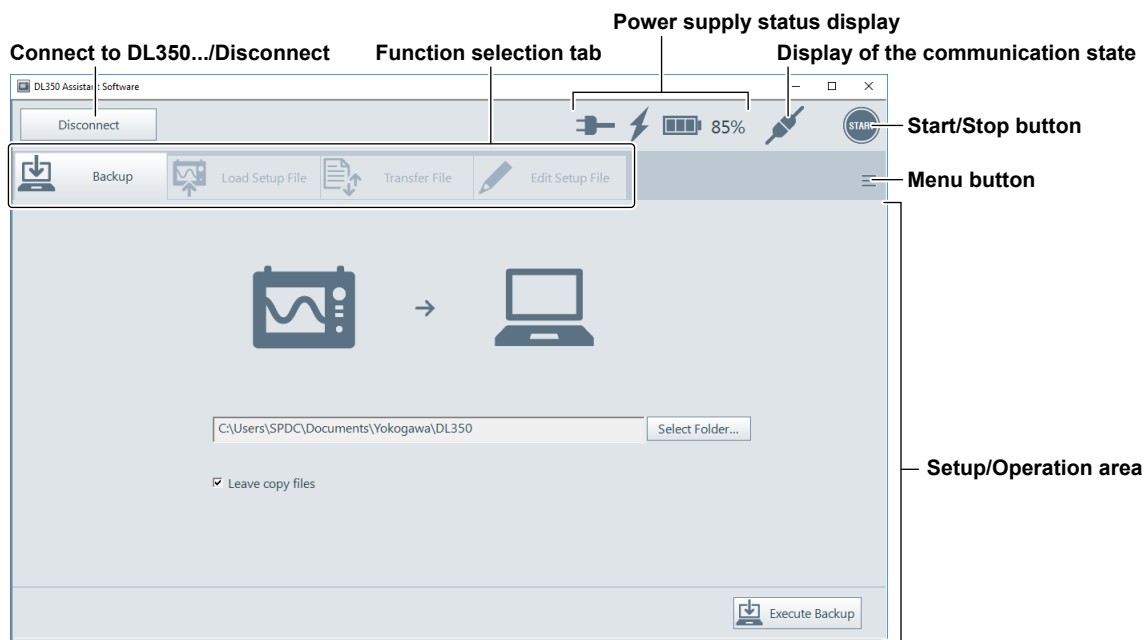 Power supply status display
Connect to DL350.../Disconnect
Function selection tab
Display of the communication state
DL350 Assistant Software
Disconnect
85%
START
Start/Stop button
Backup
Load Setup File
Transfer File
Edit Setup File
Menu button
C:\Users\SPDC\Documents\Yokogawa\DL350
Select Folder...
Setup/Operation area
Leave copy files
Execute Backup